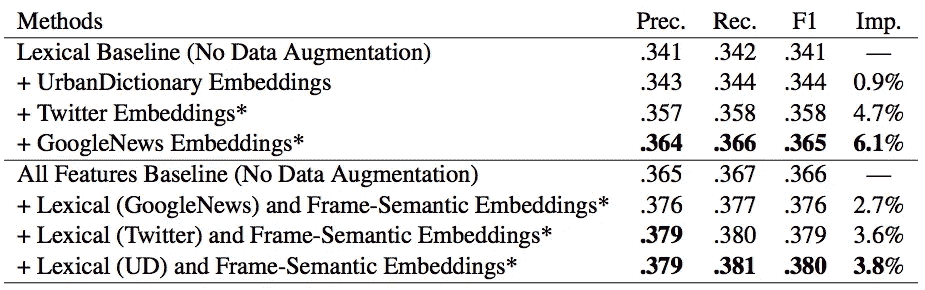 Methods Prec. Rec. F1 Imp.
Lexical Baseline (No Data Augmentation) .341 .342 .341 —
+ UrbanDictionary Embeddings .343 .344 .344 0.9%
+ Twitter Embeddings* .357 .358 .358 4.7%
+ GoogleNews Embeddings* .364 .366 .365 6.1%
All Features Baseline (No Data Augmentation) .365 .367 .366 —
+ Lexical (GoogleNews) and Frame-Semantic Embeddings* .376 .377 .376 2.7%
+ Lexical (Twitter) and Frame-Semantic Embeddings* .379 .380 .379 3.6%
+ Lexical (UD) and Frame-Semantic Embeddings* .379 .381 .380 3.8%